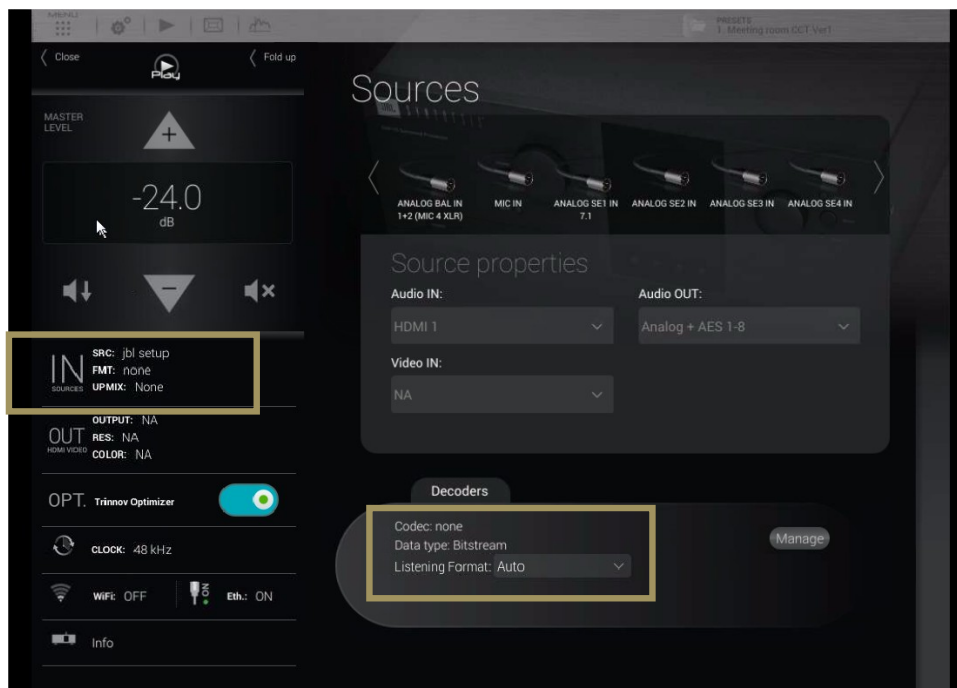 MENU
PRESETS
1. Meeting room CCT Ver1
Close
Play
Fold up
MASTER
LEVEL
+
-24.0
dB
-
IN
SOURCES
SRC: jbl setup
FMT: none
UPMIX: None
OUT
HDMI VIDEO
OUTPUT: NA
RES: NA
COLOR: NA
OPT. Trinnov Optimizer
CLOCK: 48 kHz
WiFi: OFF
ON
Eth.: ON
Info
Sources
JBL
ANALOG BAL IN
1+2 (MIC 4 XLR)
MIC IN
ANALOG SE1 IN
7.1
ANALOG SE2 IN
ANALOG SE3 IN
ANALOG SE4 IN
Source properties
Audio IN:
HDMI 1
Audio OUT:
Analog + AES 1-8
Video IN:
NA
Decoders
Codec: none
Data type: Bitstream
Listening Format: Auto
Manage